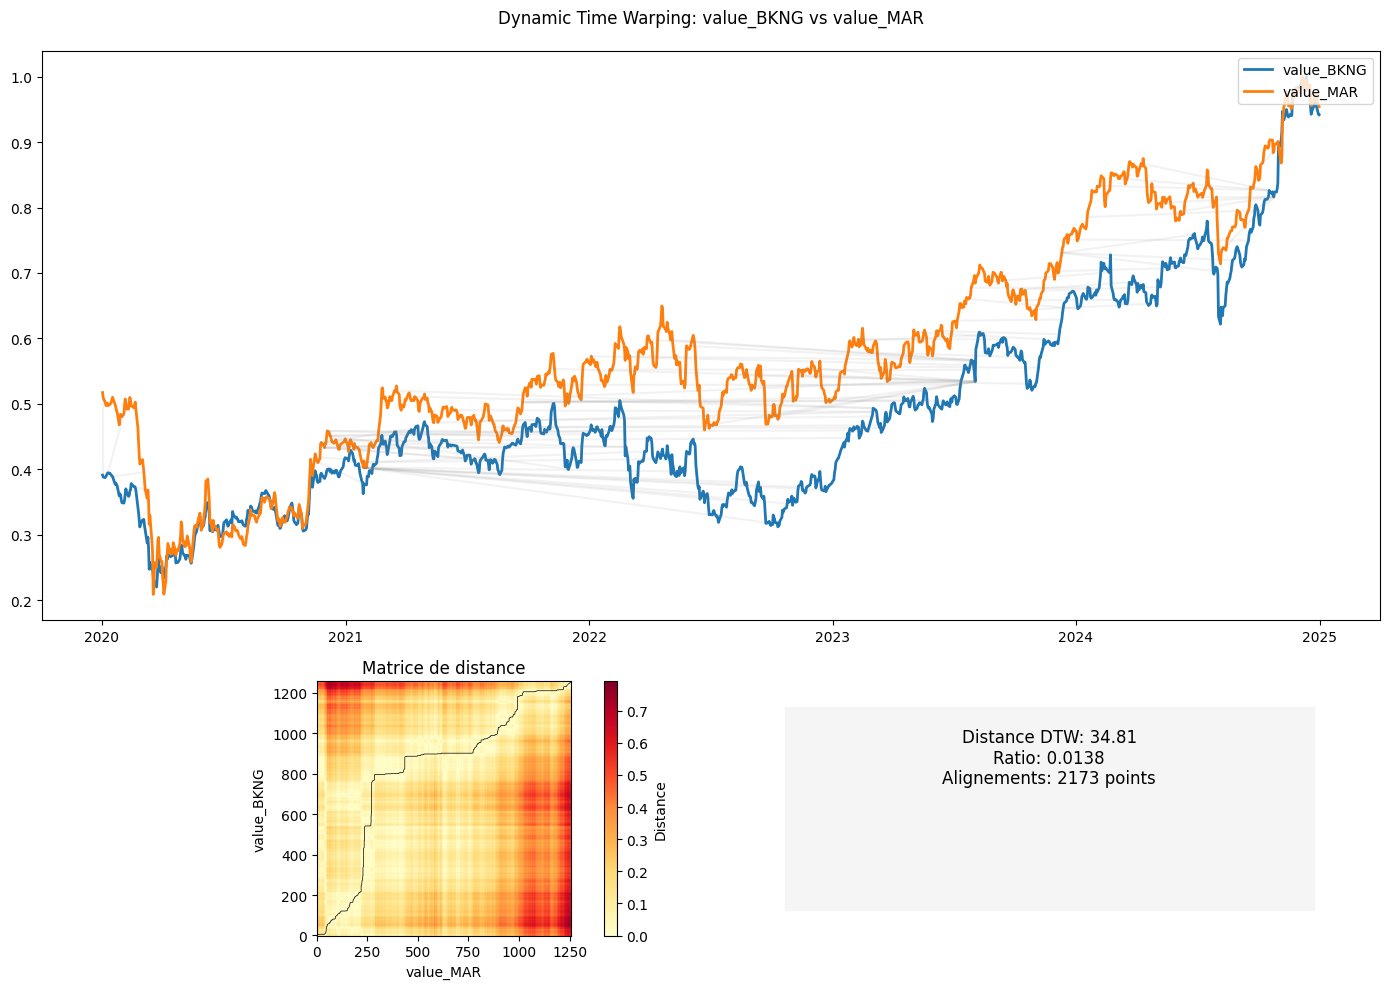 Dynamic Time Warping: value_BKNG vs value_MAR
value_BKNG
value_MAR
1.0
0.9
0.8
0.7
0.6
0.5
0.4
0.3
0.2
2020 2021 2022 2023 2024 2025
Matrice de distance
1200
1000
800
600
400
200
0
value_BKNG
0 250 500 750 1000 1250
value_MAR
0.7
0.6
0.5
0.4
0.3
0.2
0.1
0.0
Distance
Distance DTW: 34.81
Ratio: 0.0138
Alignements: 2173 points